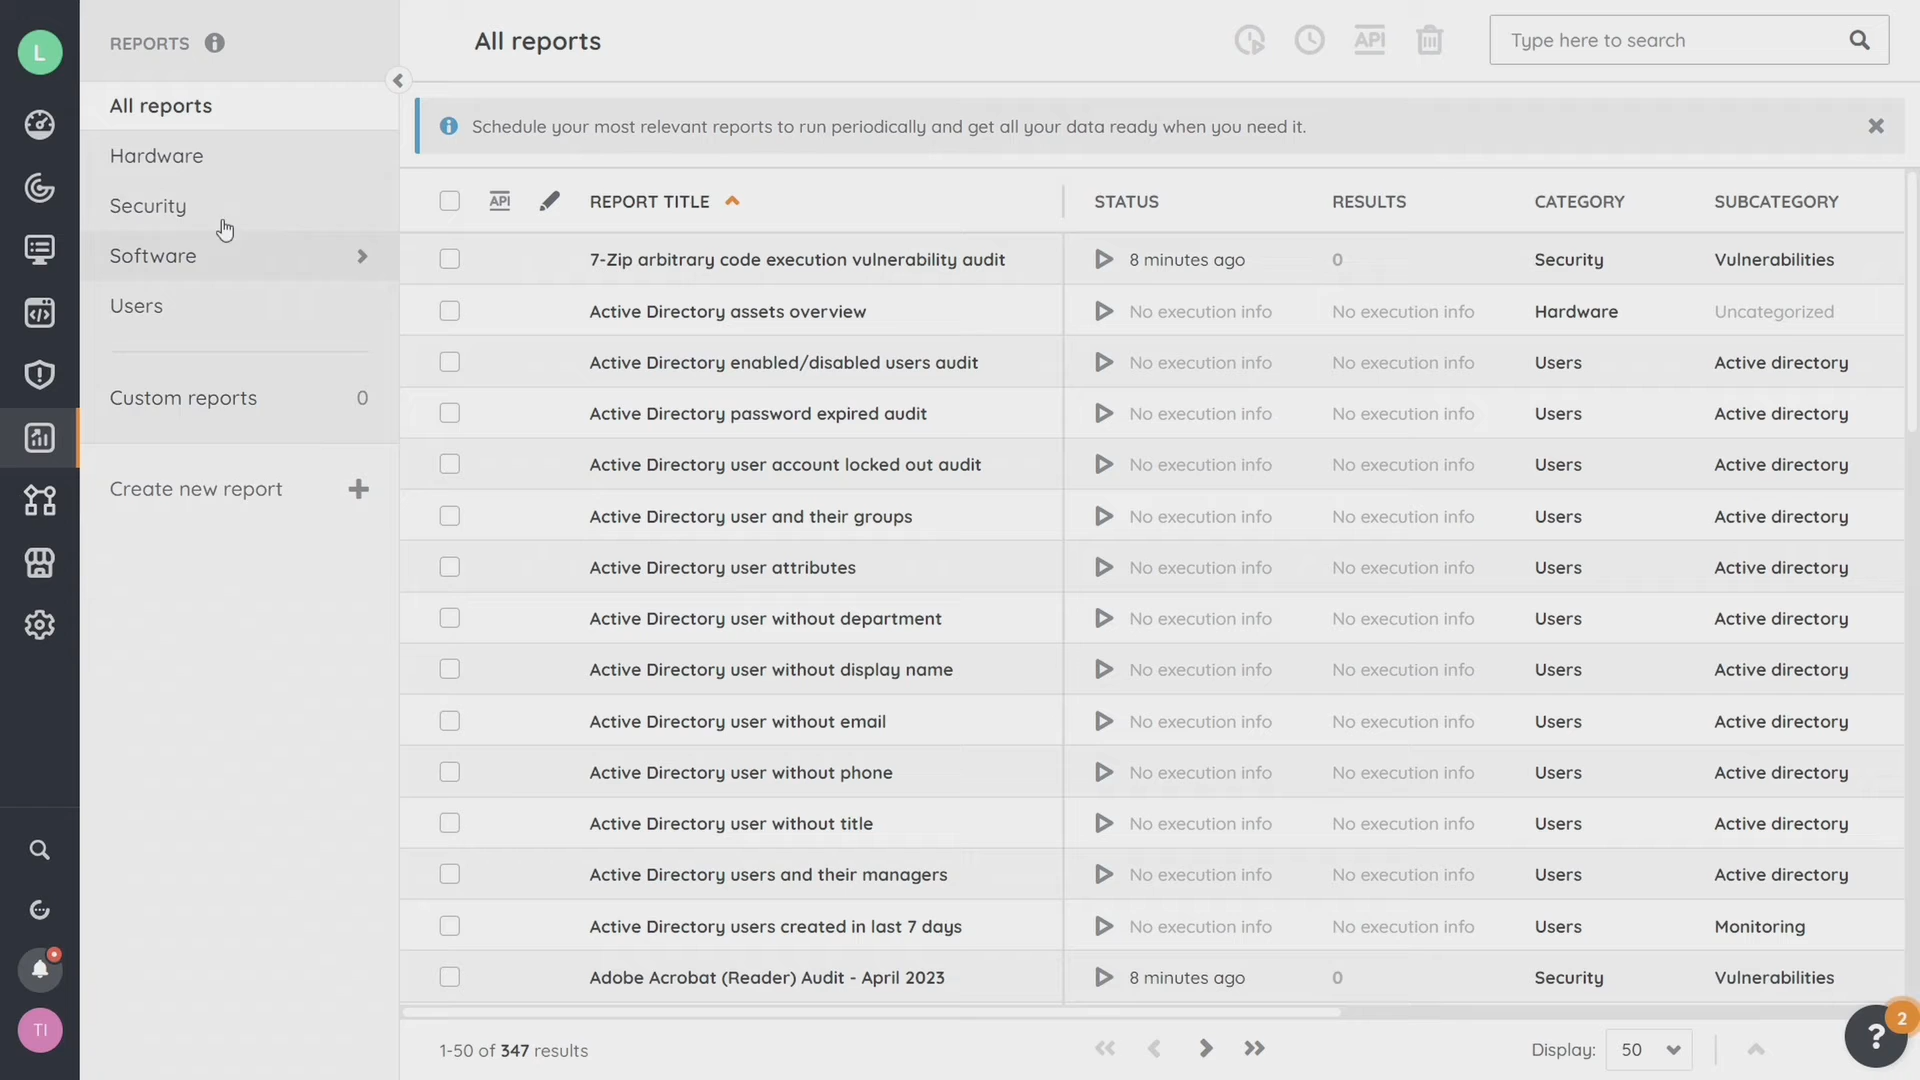 L
REPORTS
All reports
Hardware
Security
Software
Users
Custom reports 0
Create new report
TI
All reports
API
Type here to search
Schedule your most relevant reports to run periodically and get all your data ready when you need it.
API REPORT TITLE STATUS RESULTS CATEGORY SUBCATEGORY
7-Zip arbitrary code execution vulnerability audit 8 minutes ago 0 Security Vulnerabilities
Active Directory assets overview No execution info No execution info Hardware Uncategorized
Active Directory enabled/disabled users audit No execution info No execution info Users Active directory
Active Directory password expired audit No execution info No execution info Users Active directory
Active Directory user account locked out audit No execution info No execution info Users Active directory
Active Directory user and their groups No execution info No execution info Users Active directory
Active Directory user attributes No execution info No execution info Users Active directory
Active Directory user without department No execution info No execution info Users Active directory
Active Directory user without display name No execution info No execution info Users Active directory
Active Directory user without email No execution info No execution info Users Active directory
Active Directory user without phone No execution info No execution info Users Active directory
Active Directory user without title No execution info No execution info Users Active directory
Active Directory users and their managers No execution info No execution info Users Active directory
Active Directory users created in last 7 days No execution info No execution info Users Monitoring
Adobe Acrobat (Reader) Audit - April 2023 8 minutes ago 0 Security Vulnerabilities
1-50 of 347 results
Display: 50
? 2